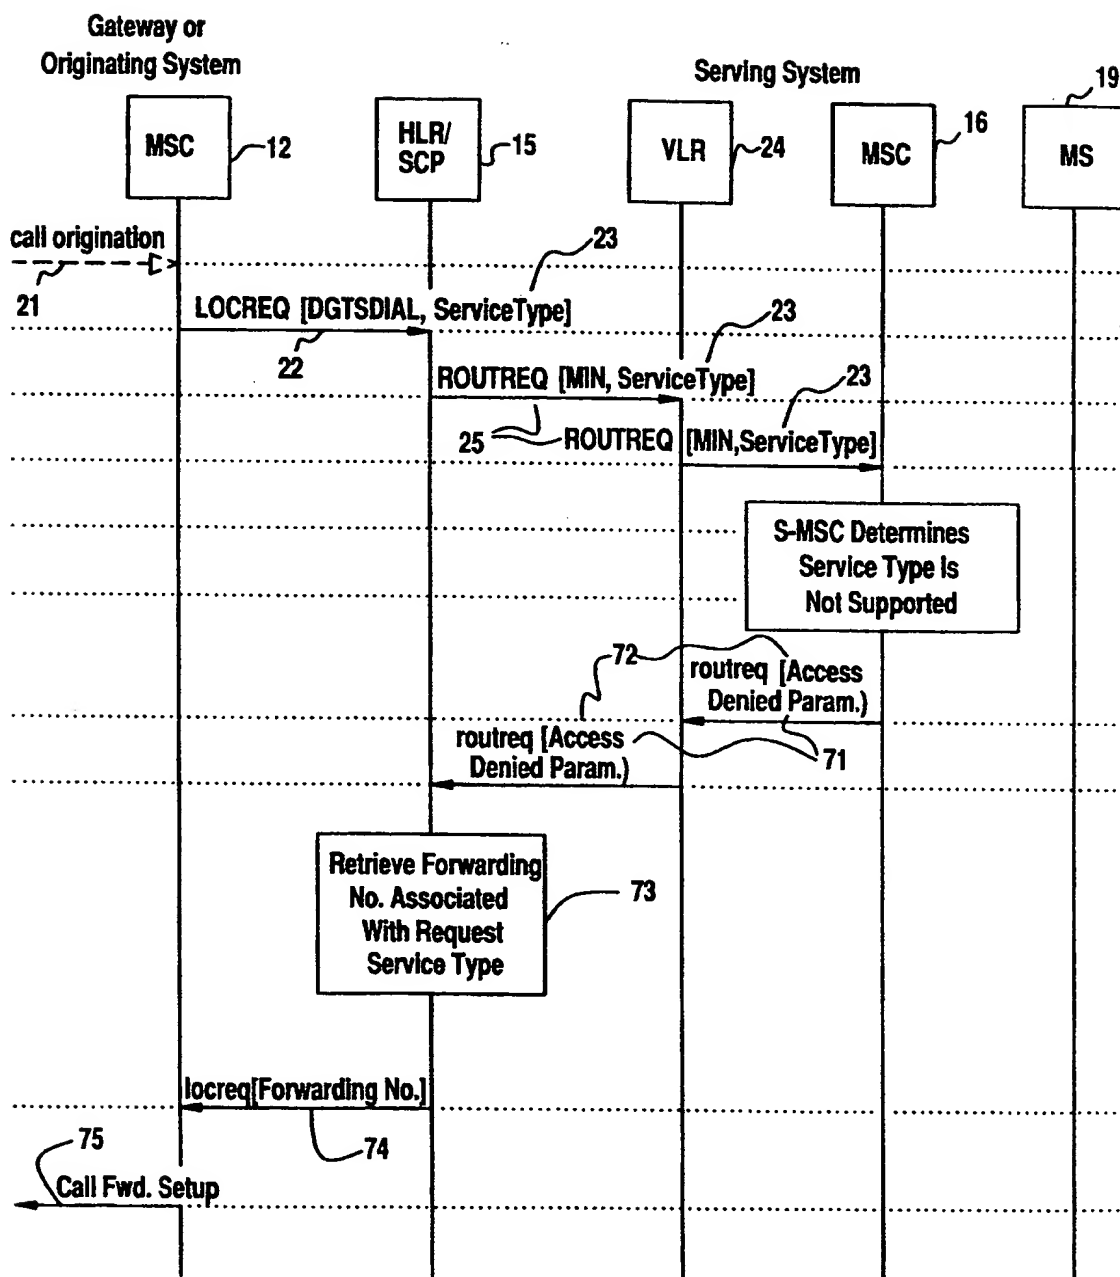 Gateway or
Originating System
Serving System
MSC
12
HLR/
SCP
15
VLR
24
MSC
16
MS
19
call origination
21
23
LOCREQ [DGTSDIAL, ServiceType]
22
23
ROUTREQ [MIN, ServiceType]
23
25
ROUTREQ [MIN,ServiceType]
S-MSC Determines
Service Type is
Not Supported
72
routreq [Access
Denied Param.)
routreq [Access
Denied Param.)
71
Retrieve Forwarding
No. Associated
With Request
Service Type
73
locreq[Forwarding No.]
74
75
Call Fwd. Setup